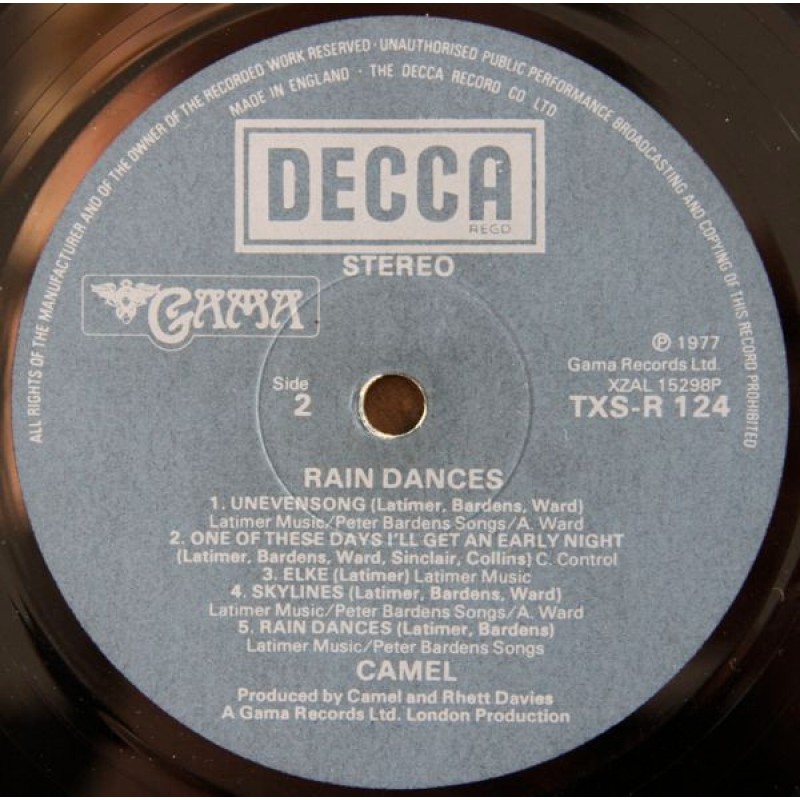 ALL RIGHTS OF THE MANUFACTURER AND OF THE OWNER OF THE RECORDED WORK RESERVED · UNAUTHORISED PUBLIC PERFORMANCE BROADCASTING AND COPYING OF THIS RECORD PROHIBITED
MADE IN ENGLAND · THE DECCA RECORD CO LTD
DECCA
REGD
STEREO
GAMA
℗ 1977
Gama Records Ltd.
XZAL 15298P
TXS-R 124
Side
2
RAIN DANCES
1. UNEVENSONG (Latimer, Bardens, Ward)
Latimer Music/Peter Bardens Songs/A. Ward
2. ONE OF THESE DAYS I'LL GET AN EARLY NIGHT
(Latimer, Bardens, Ward, Sinclair, Collins) C. Control
3. ELKE (Latimer) Latimer Music
4. SKYLINES (Latimer, Bardens, Ward)
Latimer Music/Peter Bardens Songs/A. Ward
5. RAIN DANCES (Latimer, Bardens)
Latimer Music/Peter Bardens Songs
CAMEL
Produced by Camel and Rhett Davies
A Gama Records Ltd. London Production